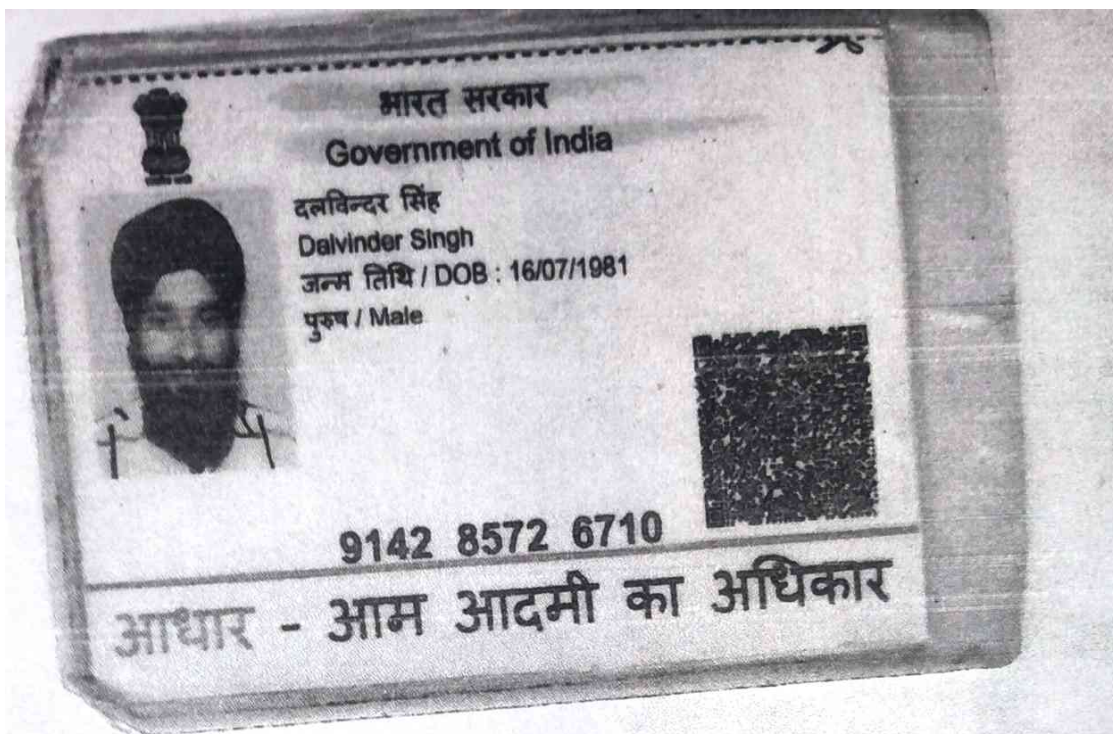 भारत सरकार
Government of India
दलविन्दर सिंह
Dalvinder Singh
जन्म तिथि / DOB : 16/07/1981
पुरुष / Male
9142 8572 6710
आधार - आम आदमी का अधिकार